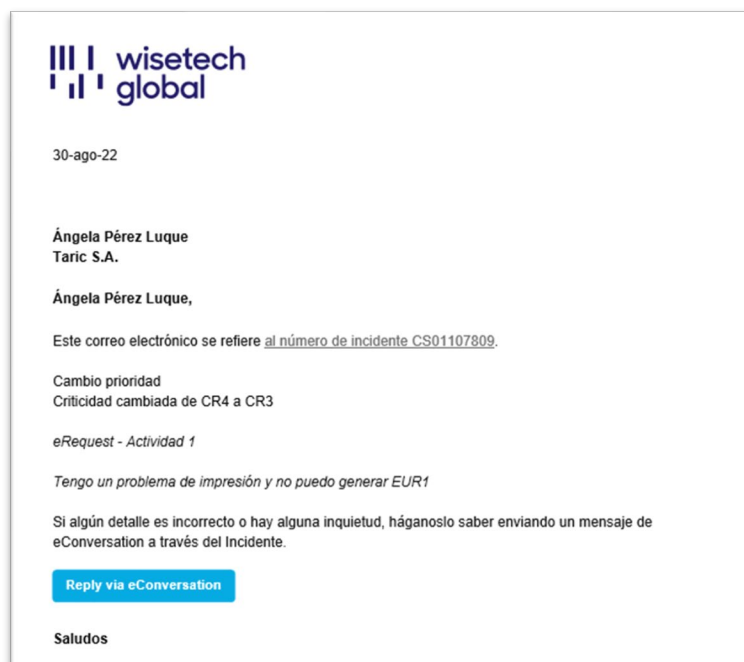 wisetech
global
30-ago-22
Ángela Pérez Luque
Taric S.A.
Ángela Pérez Luque,
Este correo electrónico se refiere al número de incidente CS01107809.
Cambio prioridad
Criticidad cambiada de CR4 a CR3
eRequest - Actividad 1
Tengo un problema de impresión y no puedo generar EUR1
Si algún detalle es incorrecto o hay alguna inquietud, háganoslo saber enviando un mensaje de
eConversation a través del Incidente.
Reply via eConversation
Saludos